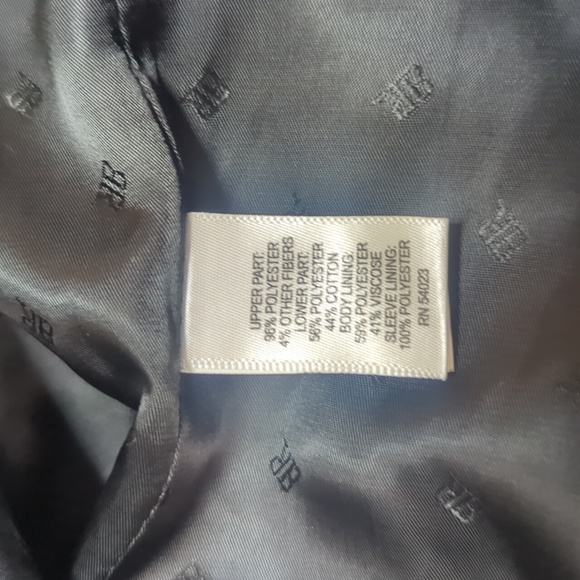 UPPER PART:
96% POLYESTER
4% OTHER FIBERS
LOWER PART:
56% POLYESTER
44% COTTON
BODY LINING:
59% POLYESTER
41% VISCOSE
SLEEVE LINING:
100% POLYESTER
RN 54023